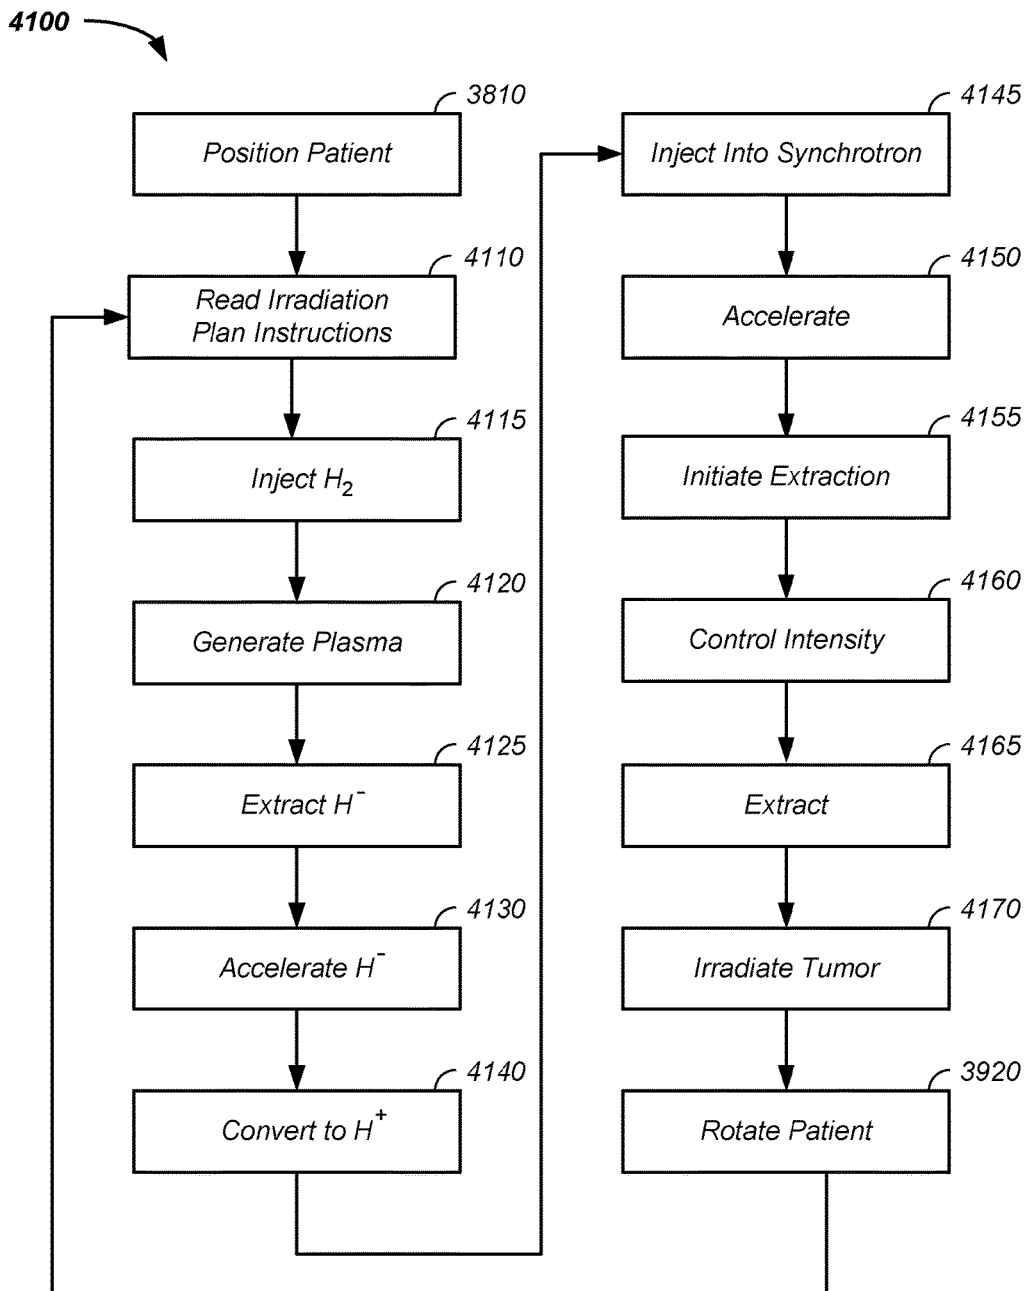 4100
3810
Position Patient
4110
Read Irradiation
Plan Instructions
4115
Inject H₂
4120
Generate Plasma
4125
Extract H⁻
4130
Accelerate H⁻
4140
Convert to H⁺
4145
Inject Into Synchrotron
4150
Accelerate
4155
Initiate Extraction
4160
Control Intensity
4165
Extract
4170
Irradiate Tumor
3920
Rotate Patient